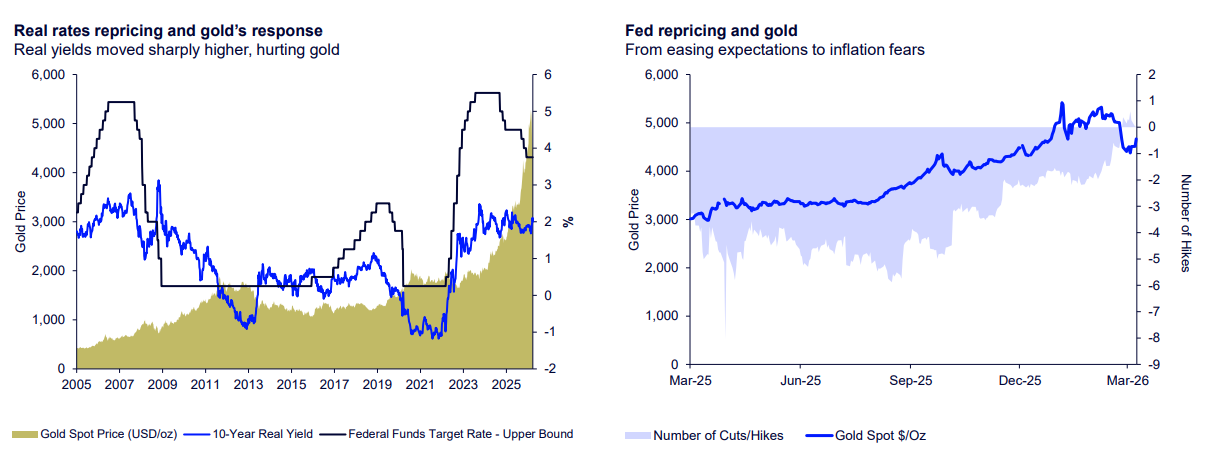 Real rates repricing and gold’s response
Real yields moved sharply higher, hurting gold
6,000
5,000
4,000
3,000
2,000
1,000
0
Gold Price
6
5
4
3
2
1
0
-1
-2
%
2005
2007
2009
2011
2013
2015
2017
2019
2021
2023
2025
Gold Spot Price (USD/oz)
10-Year Real Yield
Federal Funds Target Rate - Upper Bound
Fed repricing and gold
From easing expectations to inflation fears
6,000
5,000
4,000
3,000
2,000
1,000
0
Gold Price
2
1
0
-1
-2
-3
-4
-5
-6
-7
-8
-9
Number of Hikes
Mar-25
Jun-25
Sep-25
Dec-25
Mar-26
Number of Cuts/Hikes
Gold Spot $/Oz